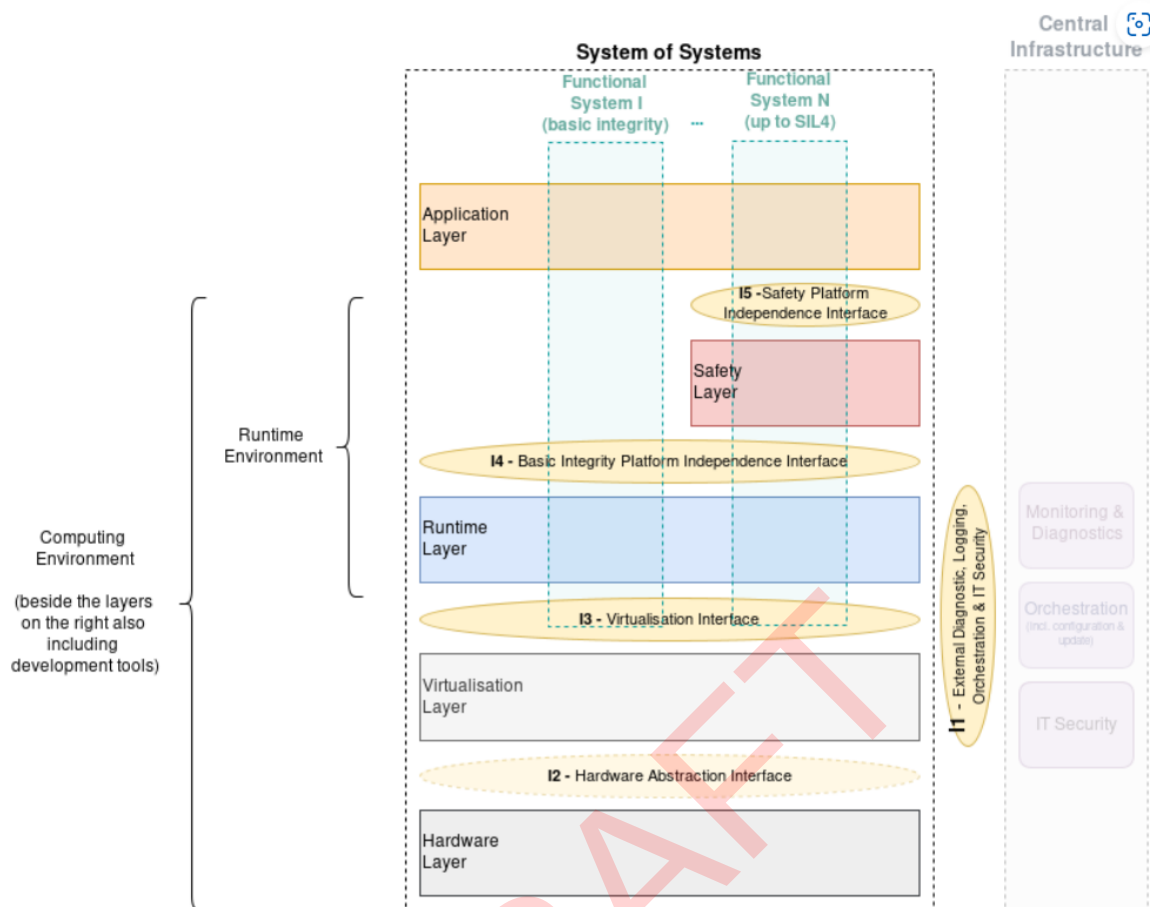 Central
Infrastructure
System of Systems
Functional
System I
(basic integrity)
...
Functional
System N
(up to SIL4)
Application
Layer
I5 -Safety Platform
Independence Interface
Safety
Layer
Runtime
Environment
I4 - Basic Integrity Platform Independence Interface
Runtime
Layer
Computing
Environment
(beside the layers
on the right also
including
development tools)
I3 - Virtualisation Interface
Virtualisation
Layer
I2 - Hardware Abstraction Interface
Hardware
Layer
I1 - External Diagnostic, Logging,
Orchestration & IT Security
Monitoring &
Diagnostics
Orchestration
(incl. configuration &
update)
IT Security
DRAFT